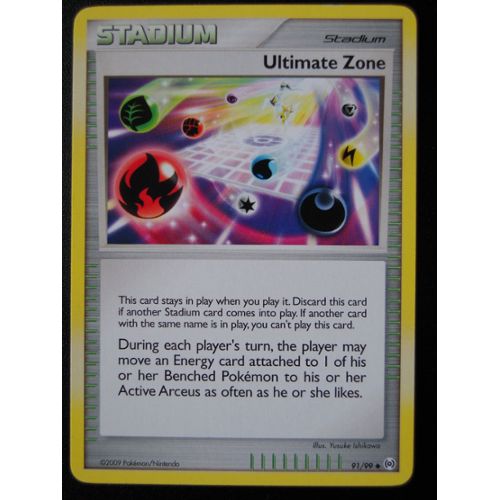 STADIUM
Stadium
Ultimate Zone
This card stays in play when you play it. Discard this card
if another Stadium card comes into play. If another card
with the same name is in play, you can't play this card.
During each player's turn, the player may
move an Energy card attached to 1 of his
or her Benched Pokémon to his or her
Active Arceus as often as he or she likes.
Illus. Yusuke Ishikawa
©2009 Pokémon/Nintendo
91/99